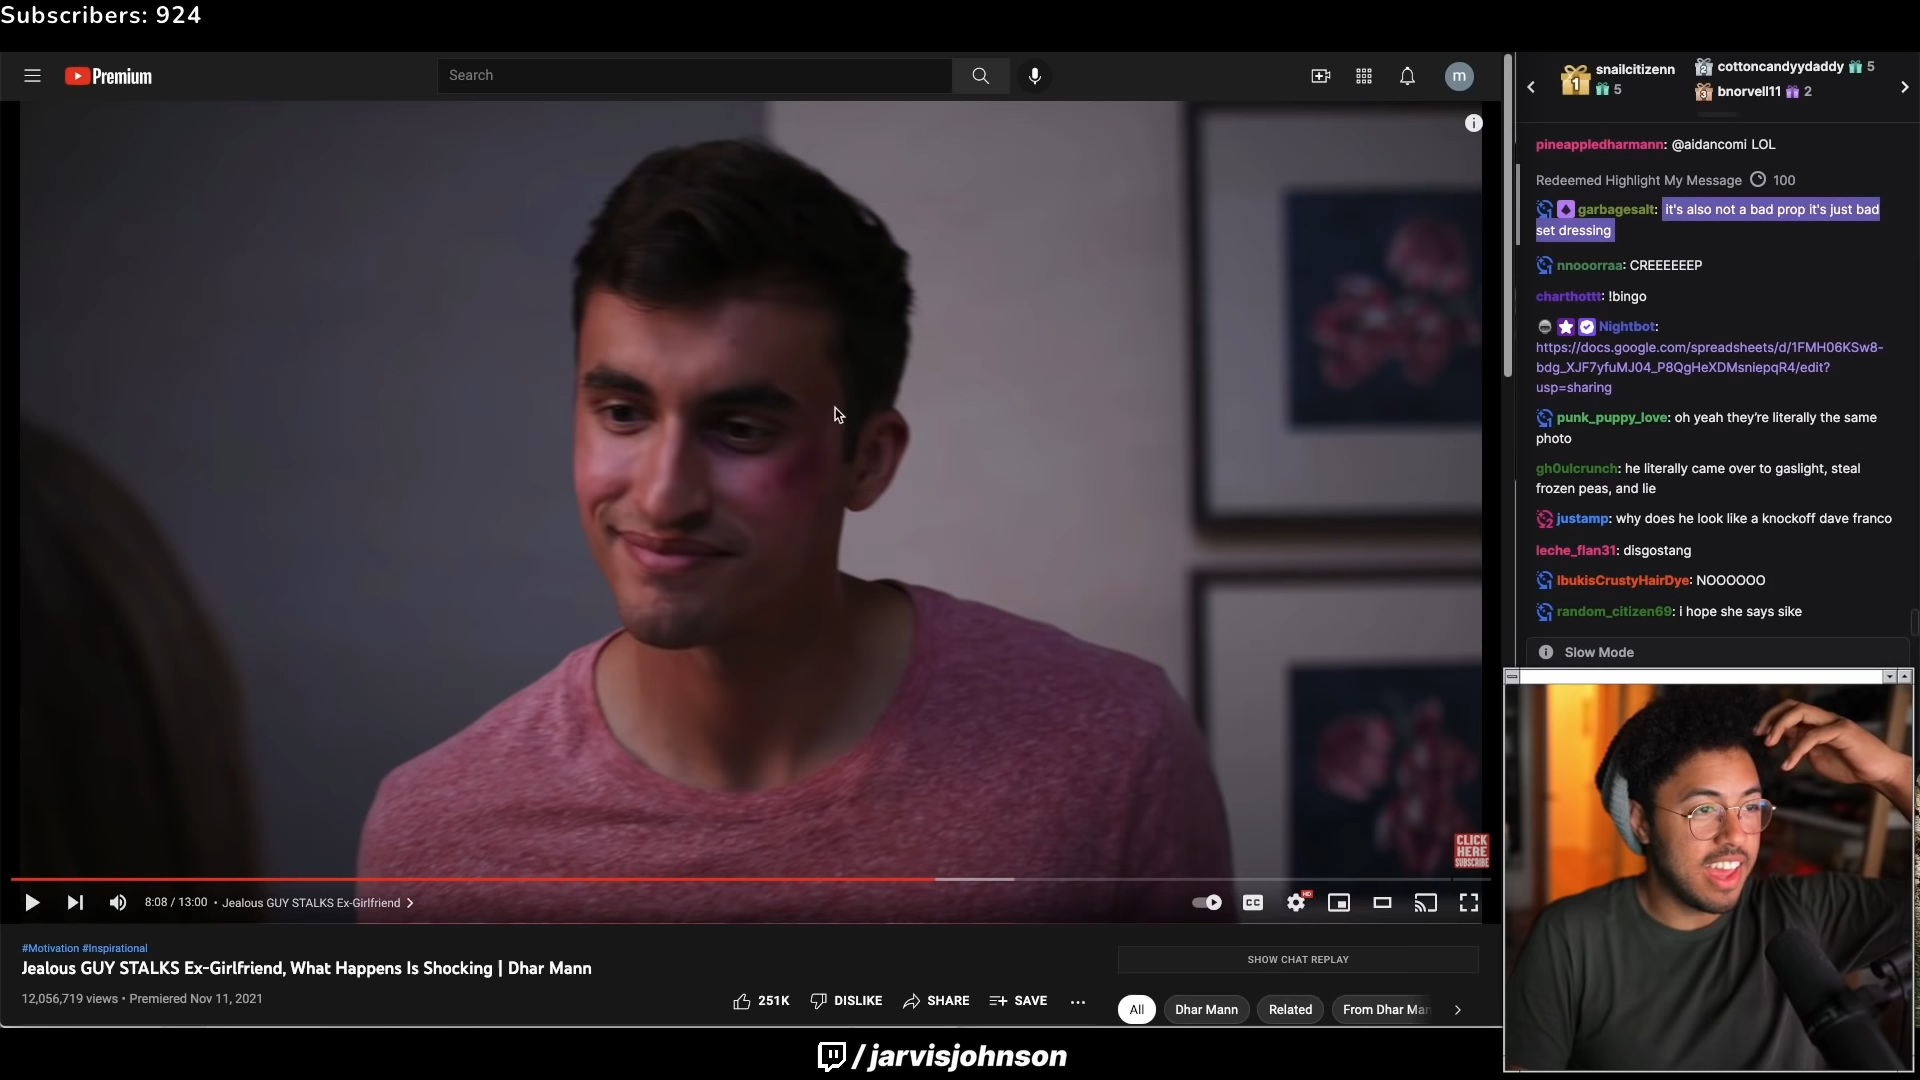 Subscribers: 924
Premium
Search
m
snailcitizenn
5
cottoncandyydaddy 5
bnorvell11 2
pineappledharmann: @aidancomi LOL
Redeemed Highlight My Message 100
garbagesalt: it's also not a bad prop it's just bad
set dressing
nnooorraa: CREEEEEEP
charthottt: !bingo
Nightbot:
https://docs.google.com/spreadsheets/d/1FMH06KSw8-
bdg_XJF7yfuMJ04_P8QgHeXDMsniepqR4/edit?
usp=sharing
punk_puppy_love: oh yeah they're literally the same
photo
gh0ulcrunch: he literally came over to gaslight, steal
frozen peas, and lie
justamp: why does he look like a knockoff dave franco
leche_flan31: disgostang
IbukisCrustyHairDye: NOOOOOO
random_citizen69: i hope she says sike
Slow Mode
CLICK
HERE
SUBSCRIBE
8:08 / 13:00 • Jealous GUY STALKS Ex-Girlfriend
CC
HD
#Motivation #Inspirational
Jealous GUY STALKS Ex-Girlfriend, What Happens Is Shocking | Dhar Mann
12,056,719 views • Premiered Nov 11, 2021
251K
DISLIKE
SHARE
SAVE
SHOW CHAT REPLAY
All
Dhar Mann
Related
From Dhar Man
/jarvisjohnson